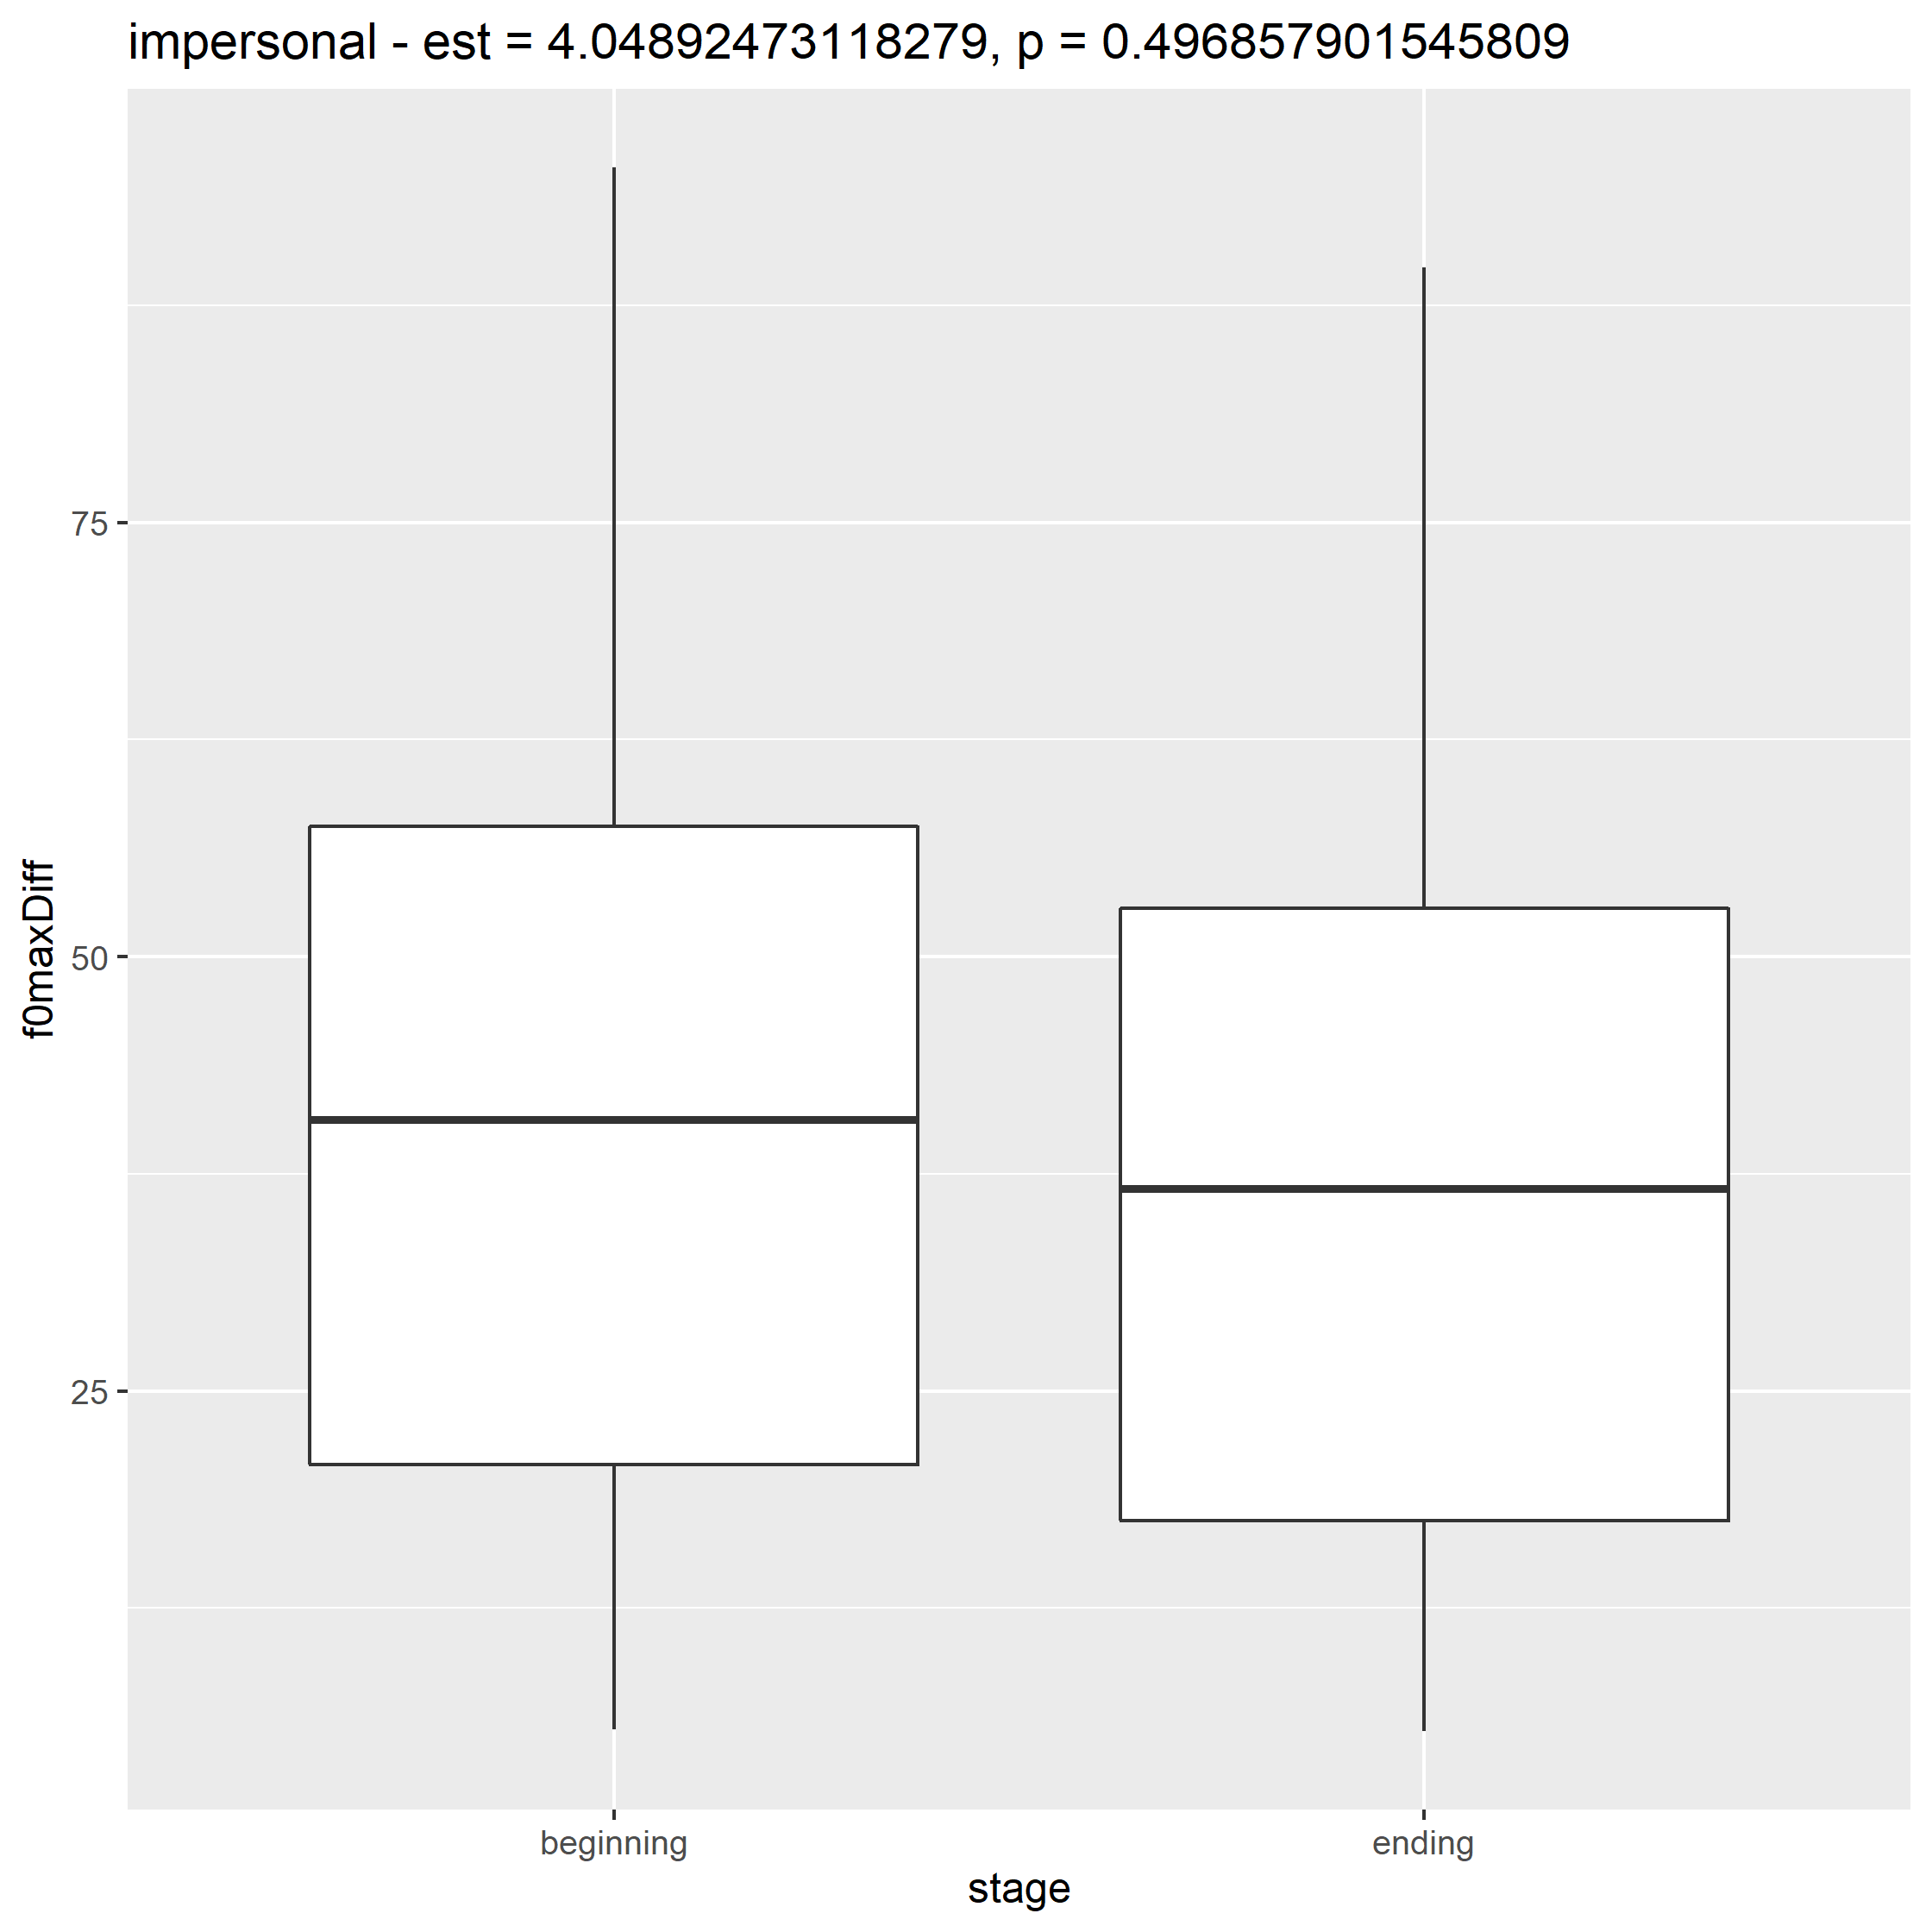 impersonal - est = 4.04892473118279, p = 0.496857901545809
f0maxDiff
75
50
25
beginning
ending
stage